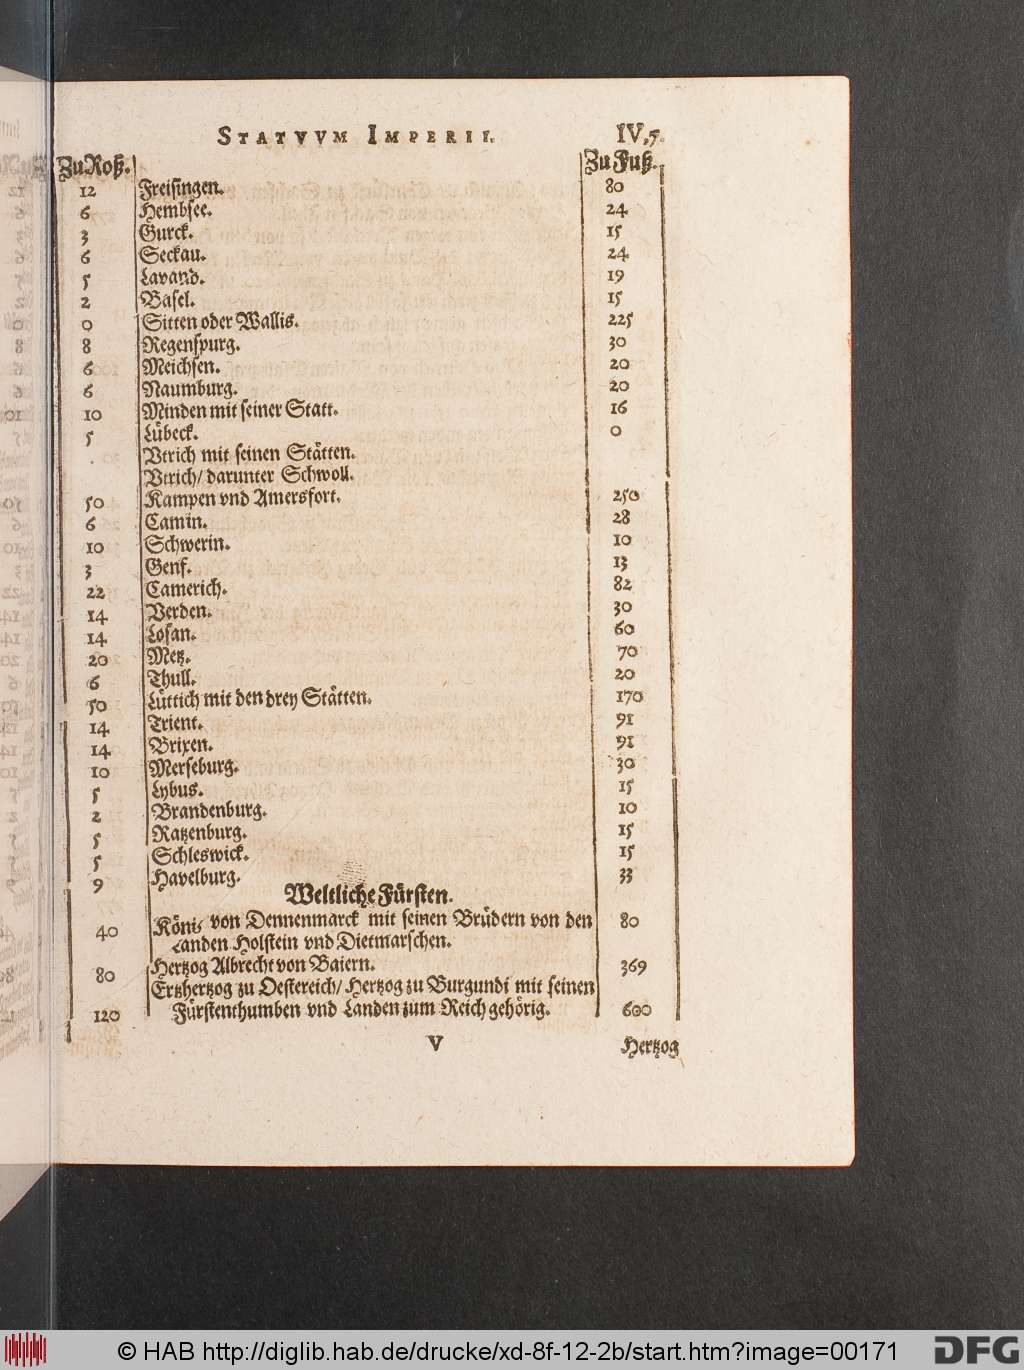 STATVVM IMPERII. IV,7.
Zu Roß. Zu Fuß.
12 Freisingen. 80
6 Hembsee. 24
3 Gurck. 15
6 Seckau. 24
5 Lavand. 19
2 Basel. 15
0 Sitten oder Wallis. 225
8 Regenspurg. 30
6 Meichsen. 20
6 Naumburg. 20
10 Minden mit seiner Statt. 16
5 Lübeck. 0
Vtrich mit seinen Stätten.
Vtrich/ darunter Schwoll.
50 Kampen vnd Amersfort. 250
6 Camin. 28
10 Schwerin. 10
3 Genf. 13
22 Camerich. 82
14 Verden. 30
14 Losan. 60
20 Metz. 70
6 Thull. 20
50 Lüttich mit den drey Stätten. 170
14 Trient. 91
14 Brixen. 91
10 Merseburg. 30
5 Lybus. 15
2 Brandenburg. 10
5 Ratzenburg. 15
5 Schleswick. 15
9 Havelburg. 33
Weltliche Fürsten.
40 König von Dennenmarck mit seinen Brüdern von den 80
Landen Holstein vnd Dietmarschen.
80 Hertzog Albrecht von Baiern. 369
Ertzhertzog zu Oestereich/ Hertzog zu Burgundi mit seinen
120 Fürstenthumben vnd Landen zum Reich gehörig. 600
V Hertzog
© HAB http://diglib.hab.de/drucke/xd-8f-12-2b/start.htm?image=00171 DFG